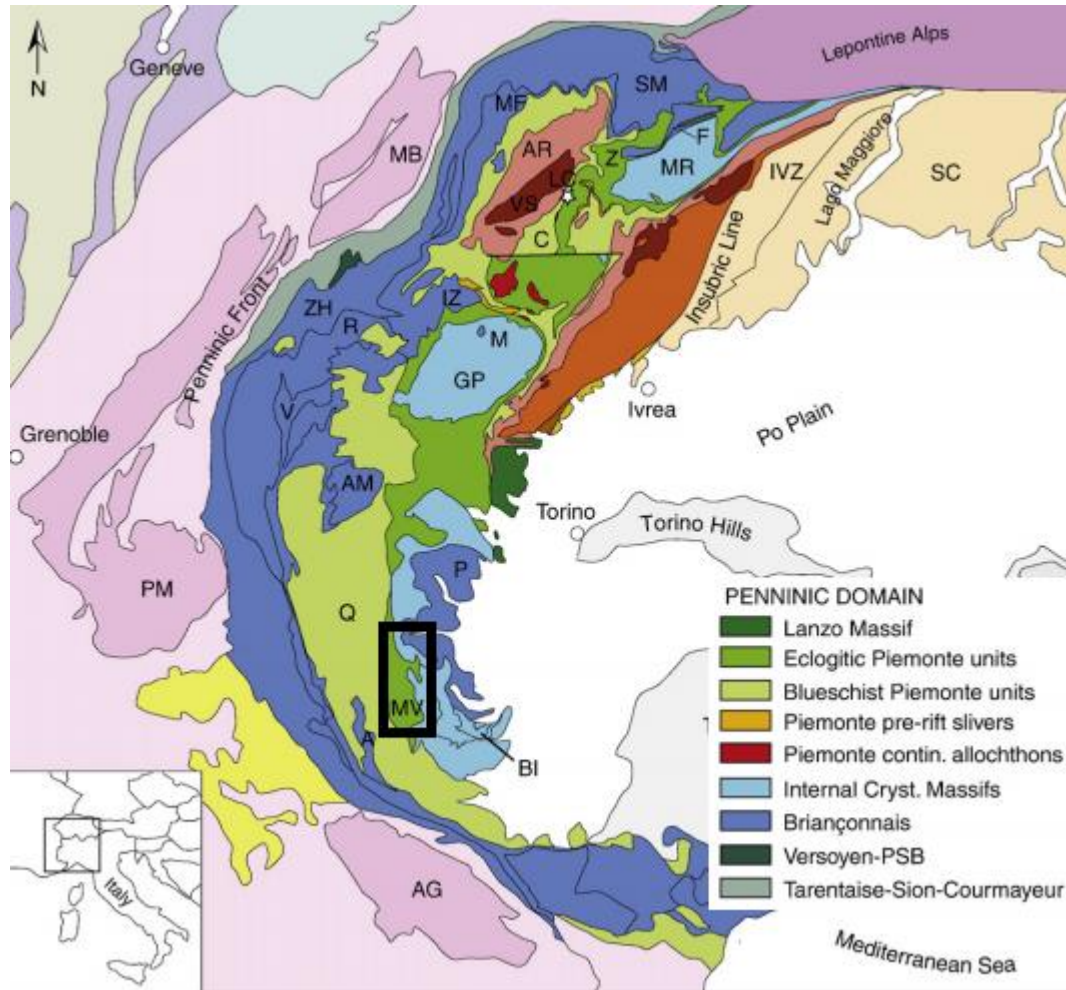 Geneve
N
Lepontine Alps
MF
SM
F
MB
AR
Z
MR
LC
VS
IVZ
Lago Maggiore
SC
C
Insubric Line
Penninic Front
ZH
R
IZ
M
GP
Ivrea
Po Plain
V
Grenoble
AM
Torino
Torino Hills
PM
P
Q
MV
A
BI
PENNINIC DOMAIN
Lanzo Massif
Eclogitic Piemonte units
Blueschist Piemonte units
Piemonte pre-rift slivers
Piemonte contin. allochthons
Internal Cryst. Massifs
Briançonnais
Versoyen-PSB
Tarentaise-Sion-Courmayeur
AG
Italy
Mediterranean Sea